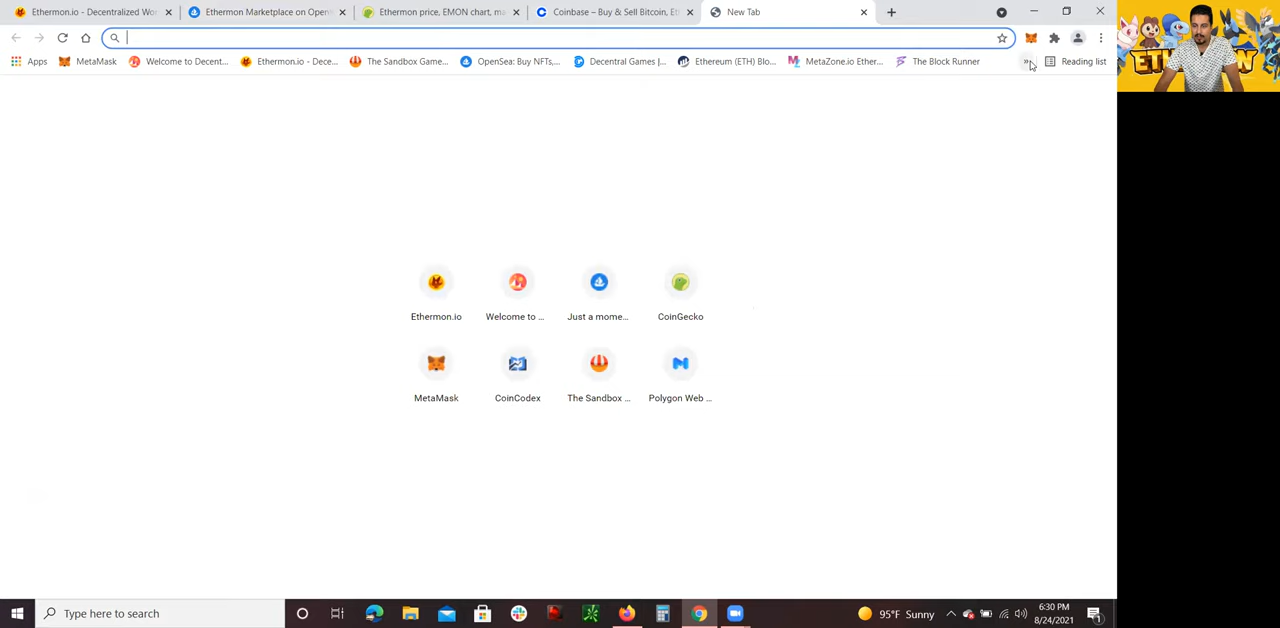 Ethermon.io - Decentralized Wo
Ethermon Marketplace on Open
Ethermon price, EMON chart, ma
Coinbase – Buy & Sell Bitcoin, Et
New Tab
Apps
MetaMask
Welcome to Decent...
Ethermon.io - Dece...
The Sandbox Game...
OpenSea: Buy NFTs,...
Decentral Games |...
Ethereum (ETH) Blo...
MetaZone.io Ether...
The Block Runner
»
Reading list
ETHERMON
Ethermon.io
Welcome to ...
Just a mome...
CoinGecko
MetaMask
CoinCodex
The Sandbox ...
Polygon Web ...
Type here to search
95°F Sunny
6:30 PM
8/24/2021
1